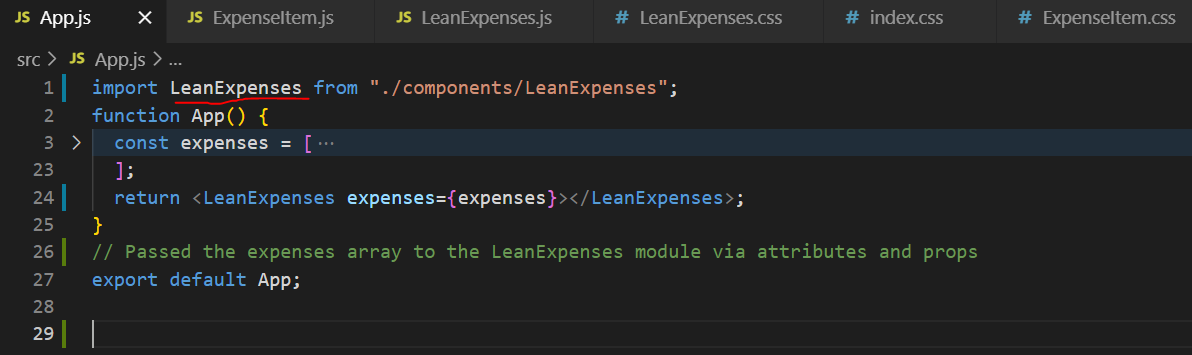 JS App.js × JS ExpenseItem.js JS LeanExpenses.js # LeanExpenses.css # index.css # ExpenseItem.css
src > JS App.js > ...
1 import LeanExpenses from "./components/LeanExpenses";
2 function App() {
3 > const expenses = [ ⋯
23 ];
24 return <LeanExpenses expenses={expenses}></LeanExpenses>;
25 }
26 // Passed the expenses array to the LeanExpenses module via attributes and props
27 export default App;
28
29